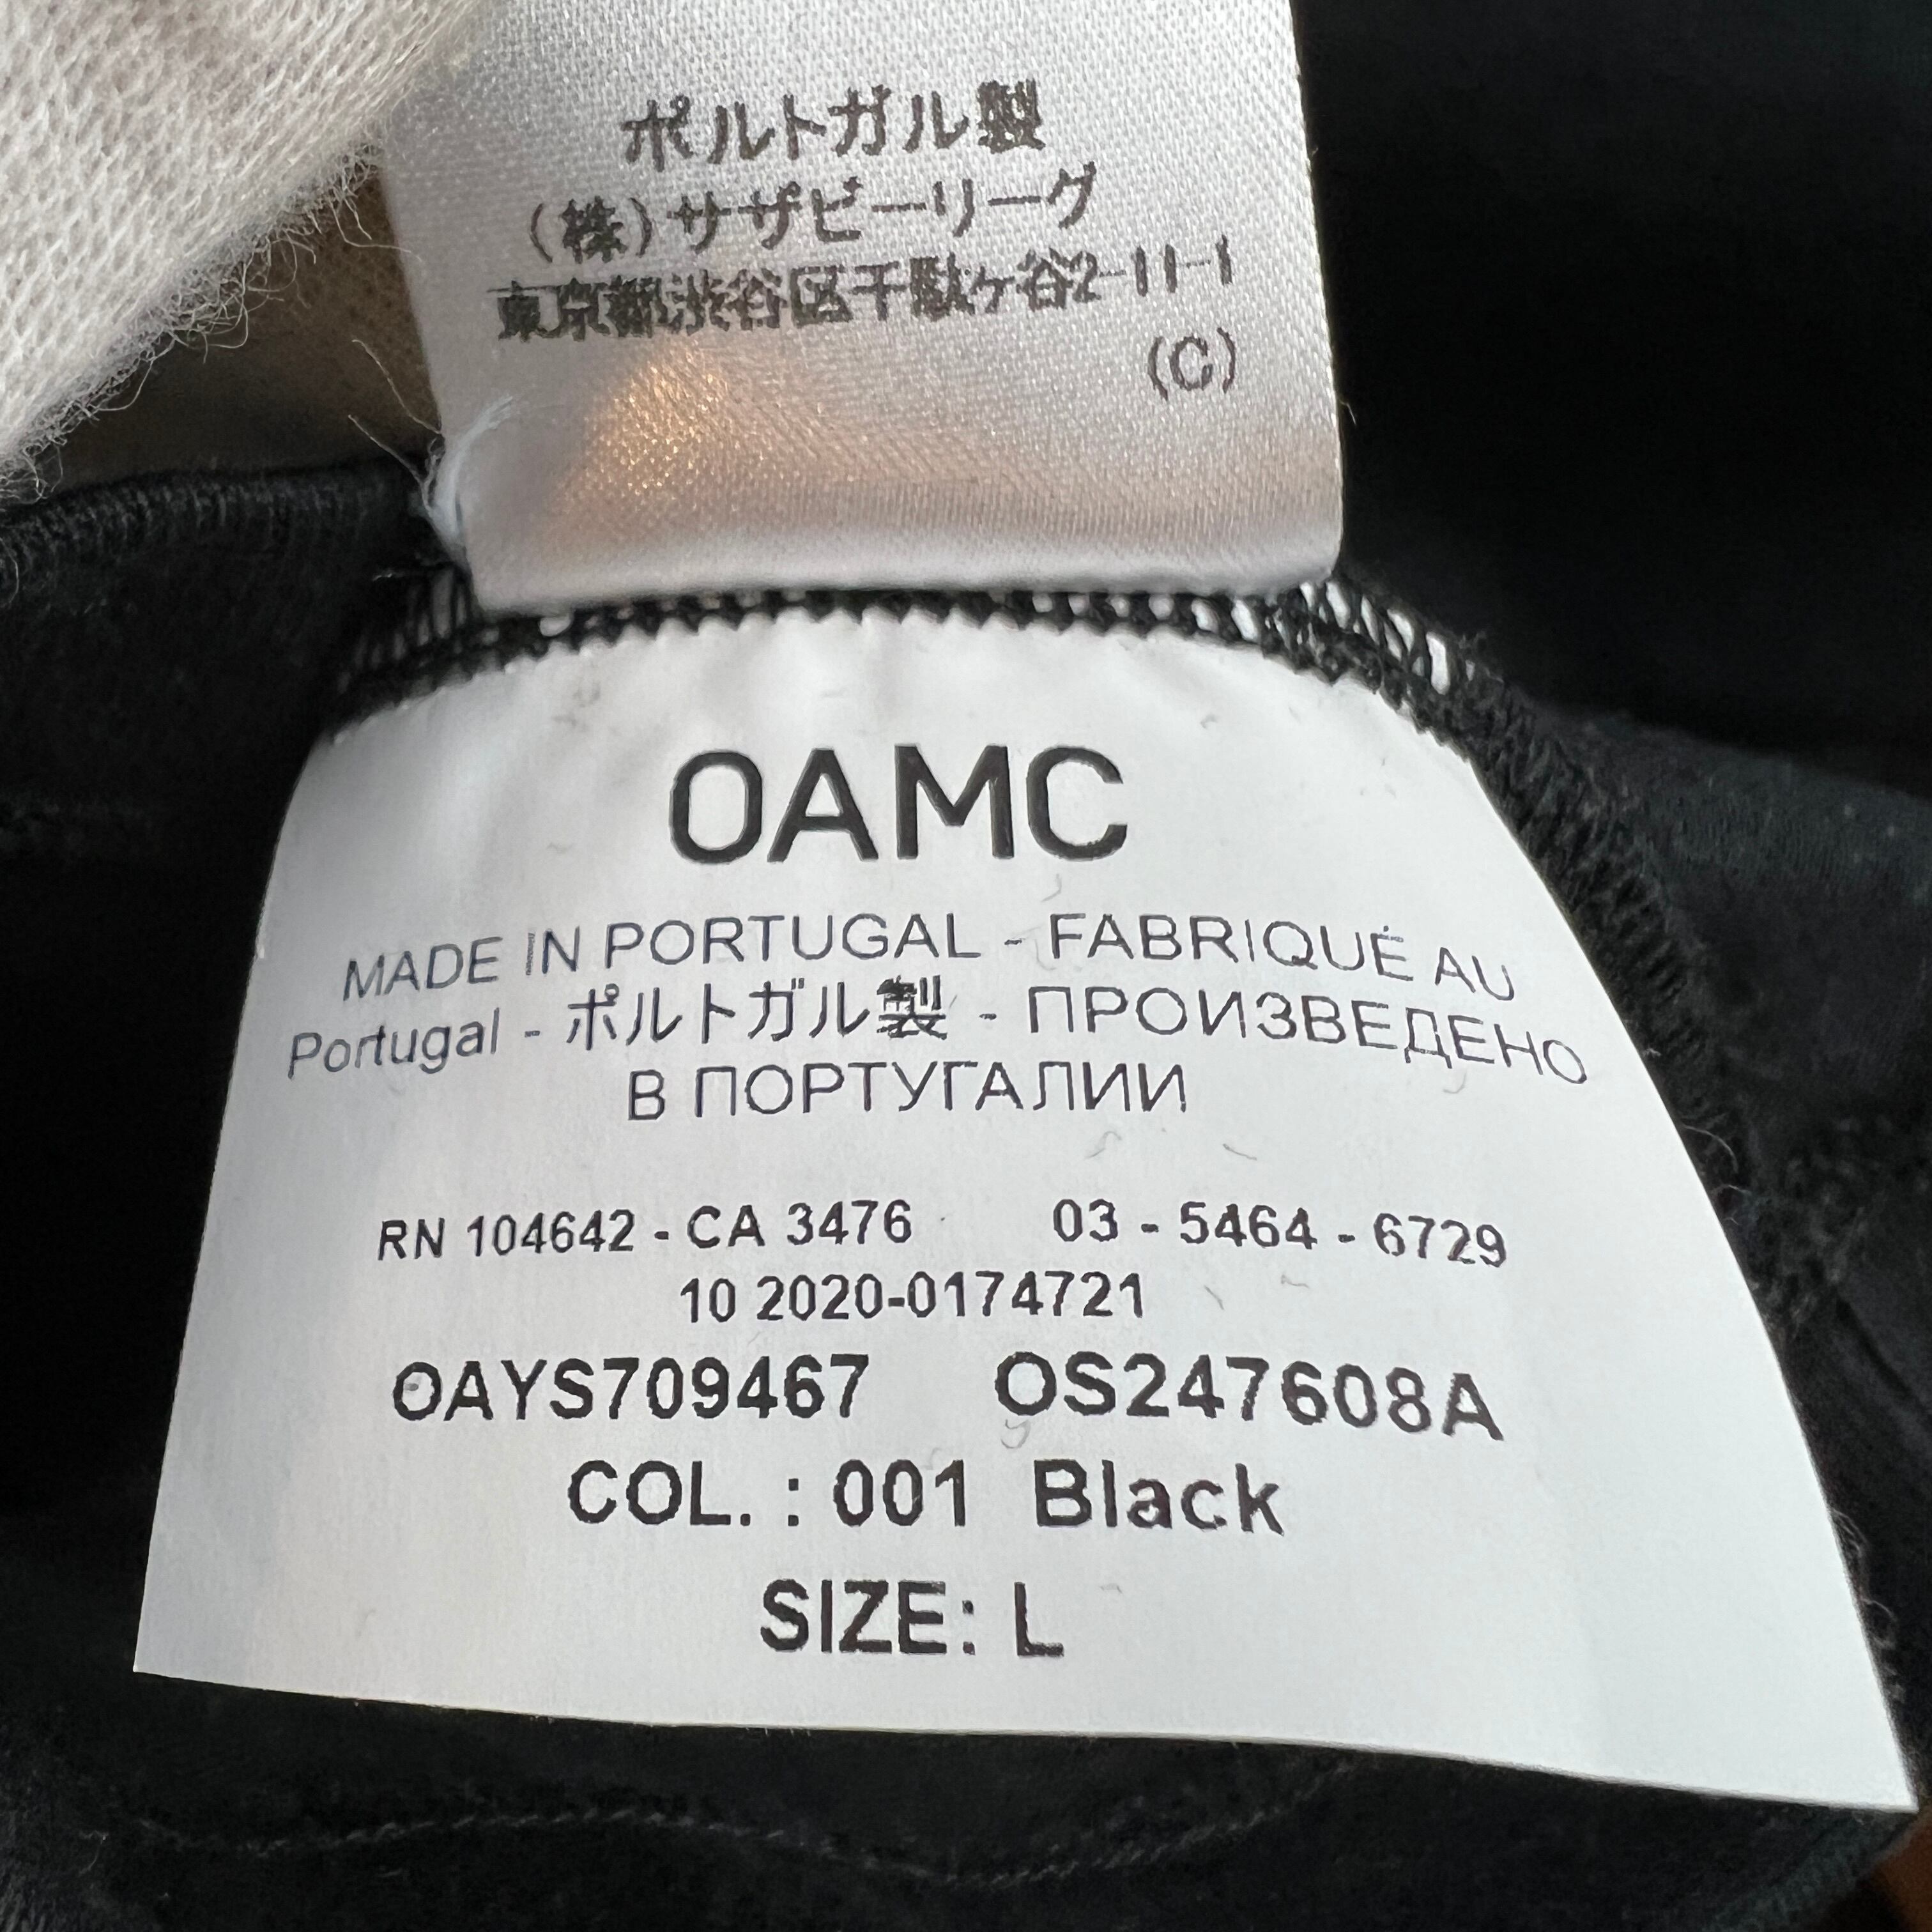 ポルトガル製
(株)サザビーリーグ
東京都渋谷区千駄ヶ谷2-11-1
(C)
OAMC
MADE IN PORTUGAL - FABRIQUÉ AU
Portugal - ポルトガル製 - ПРОИЗВЕДЕНО
В ПОРТУГАЛИИ
RN 104642 - CA 3476 03 - 5464 - 6729
10 2020-0174721
OAYS709467 OS247608A
COL. : 001 Black
SIZE: L